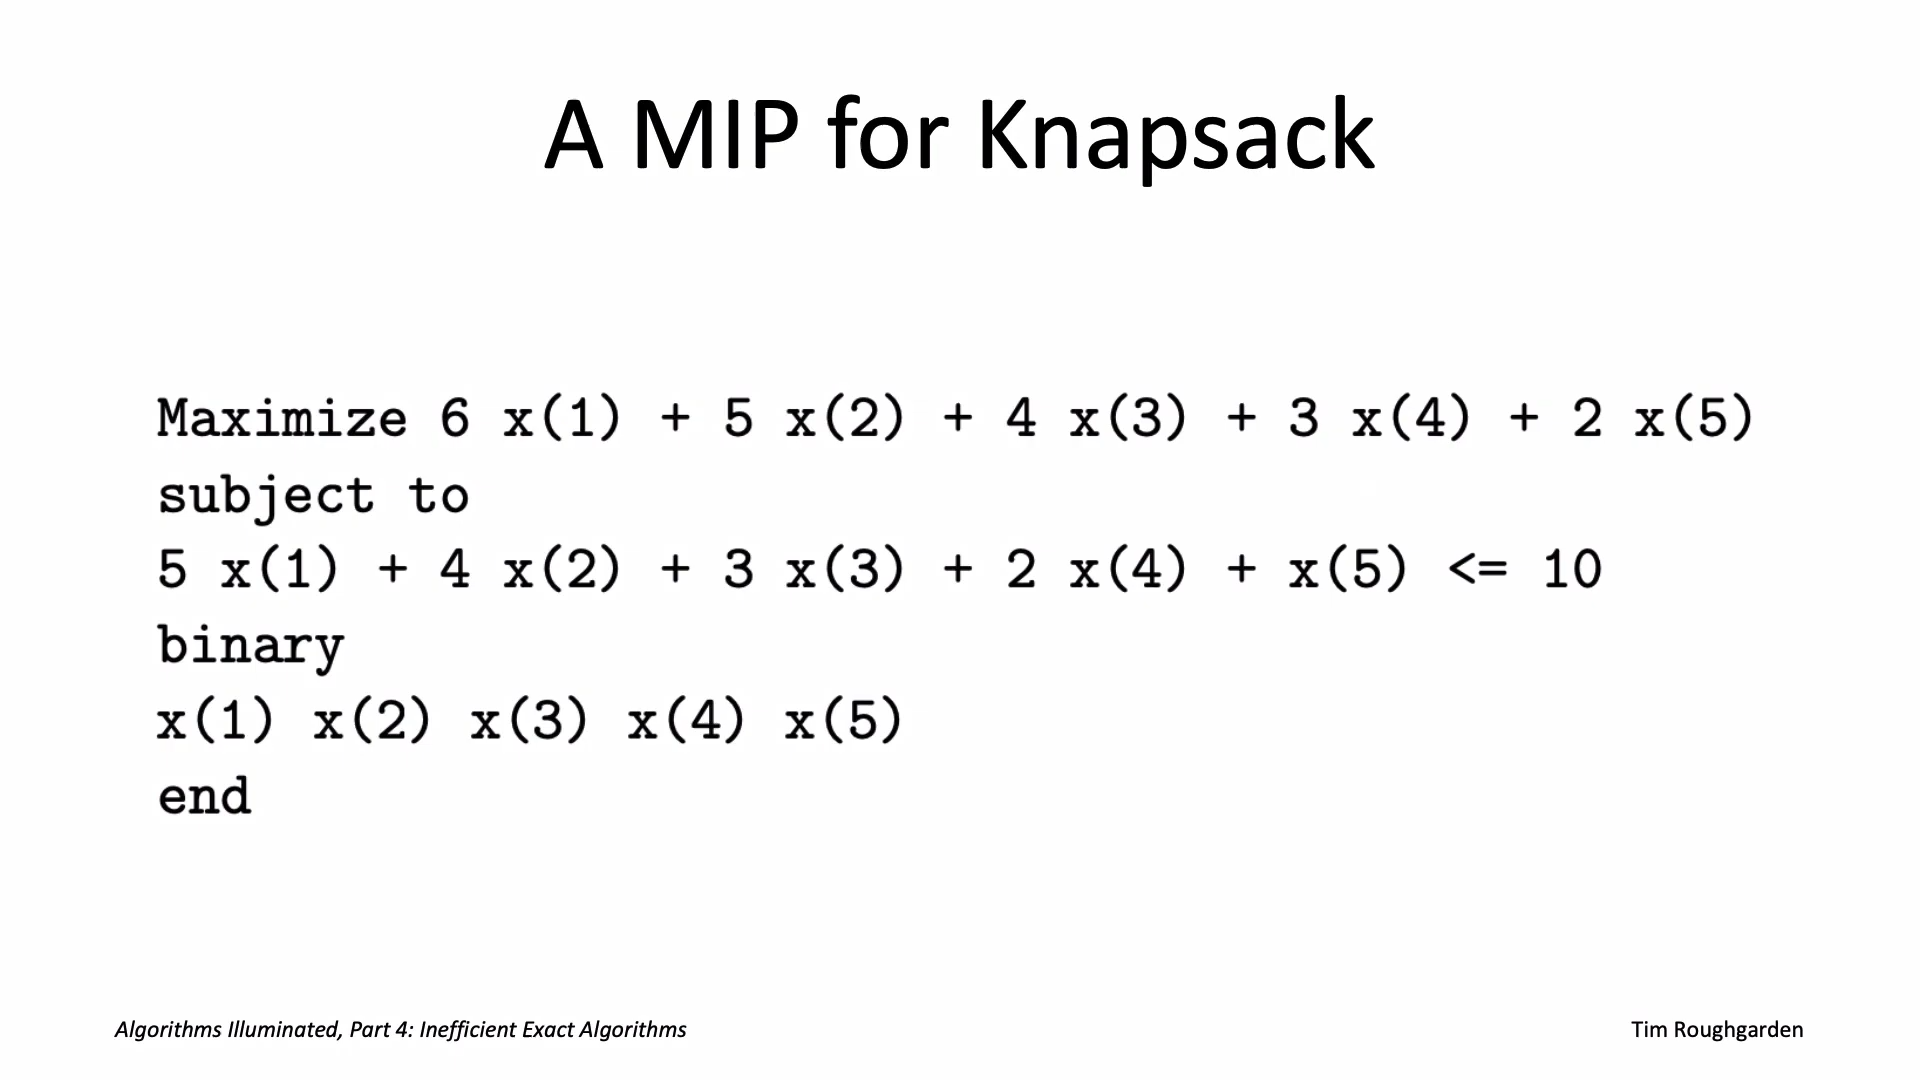 A MIP for Knapsack
Maximize 6 x(1) + 5 x(2) + 4 x(3) + 3 x(4) + 2 x(5)
subject to
5 x(1) + 4 x(2) + 3 x(3) + 2 x(4) + x(5) <= 10
binary
x(1) x(2) x(3) x(4) x(5)
end
Algorithms Illuminated, Part 4: Inefficient Exact Algorithms
Tim Roughgarden